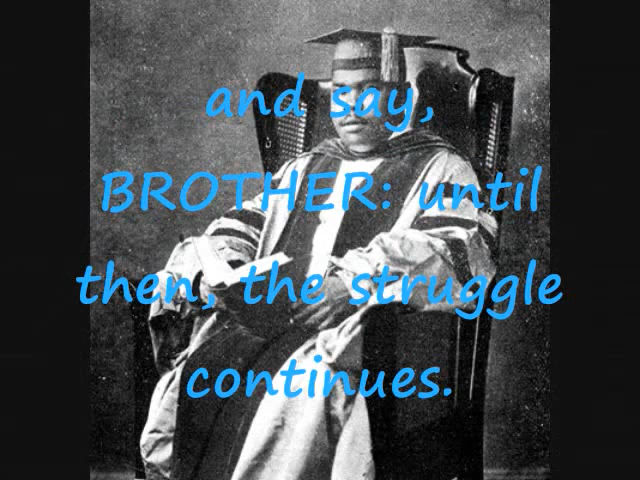 and say,
BROTHER: until
then, the struggle
continues.